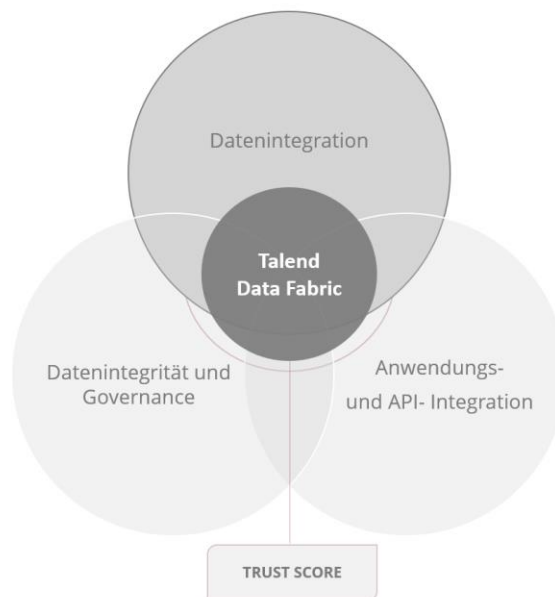 Datenintegration
Talend
Data Fabric
Datenintegrität und
Governance
Anwendungs-
und API- Integration
TRUST SCORE